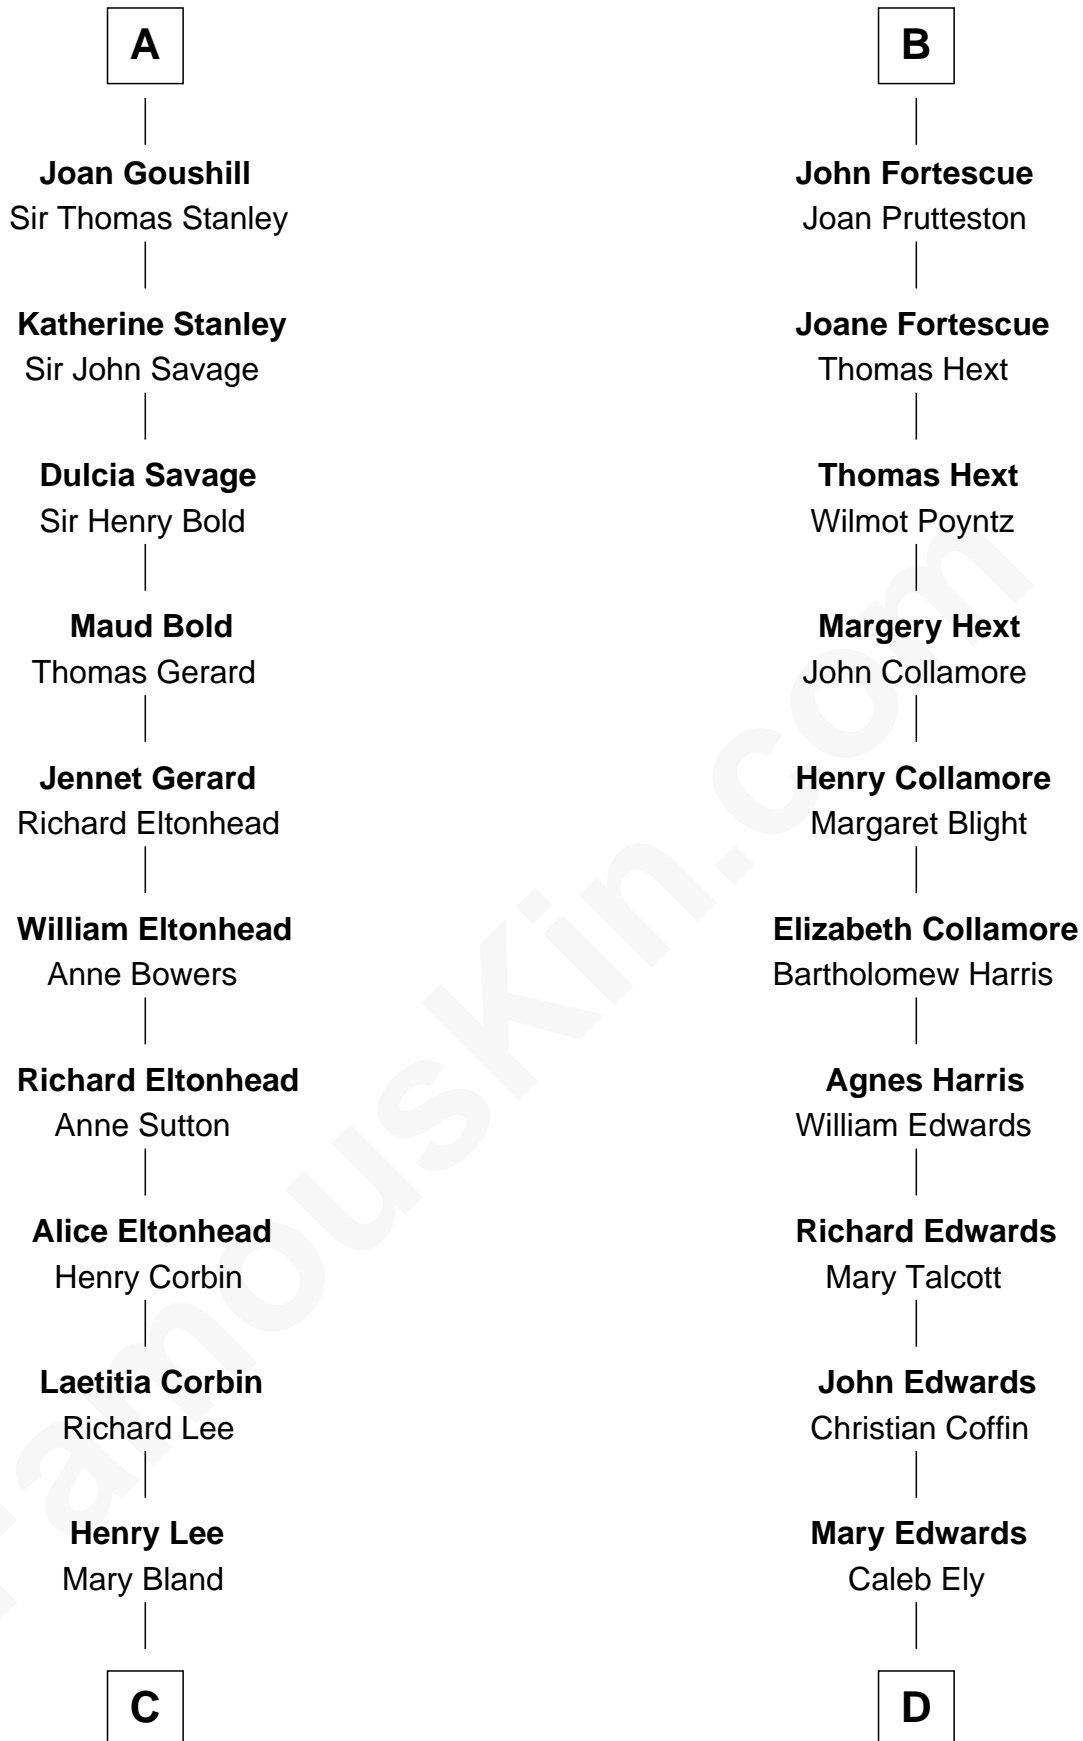 A
Joan Goushill
Sir Thomas Stanley
Katherine Stanley
Sir John Savage
Dulcia Savage
Sir Henry Bold
Maud Bold
Thomas Gerard
Jennet Gerard
Richard Eltonhead
William Eltonhead
Anne Bowers
Richard Eltonhead
Anne Sutton
Alice Eltonhead
Henry Corbin
Laetitia Corbin
Richard Lee
Henry Lee
Mary Bland
C
B
John Fortescue
Joan Prutteston
Joane Fortescue
Thomas Hext
Thomas Hext
Wilmot Poyntz
Margery Hext
John Collamore
Henry Collamore
Margaret Blight
Elizabeth Collamore
Bartholomew Harris
Agnes Harris
William Edwards
Richard Edwards
Mary Talcott
John Edwards
Christian Coffin
Mary Edwards
Caleb Ely
D
FamousKin.com